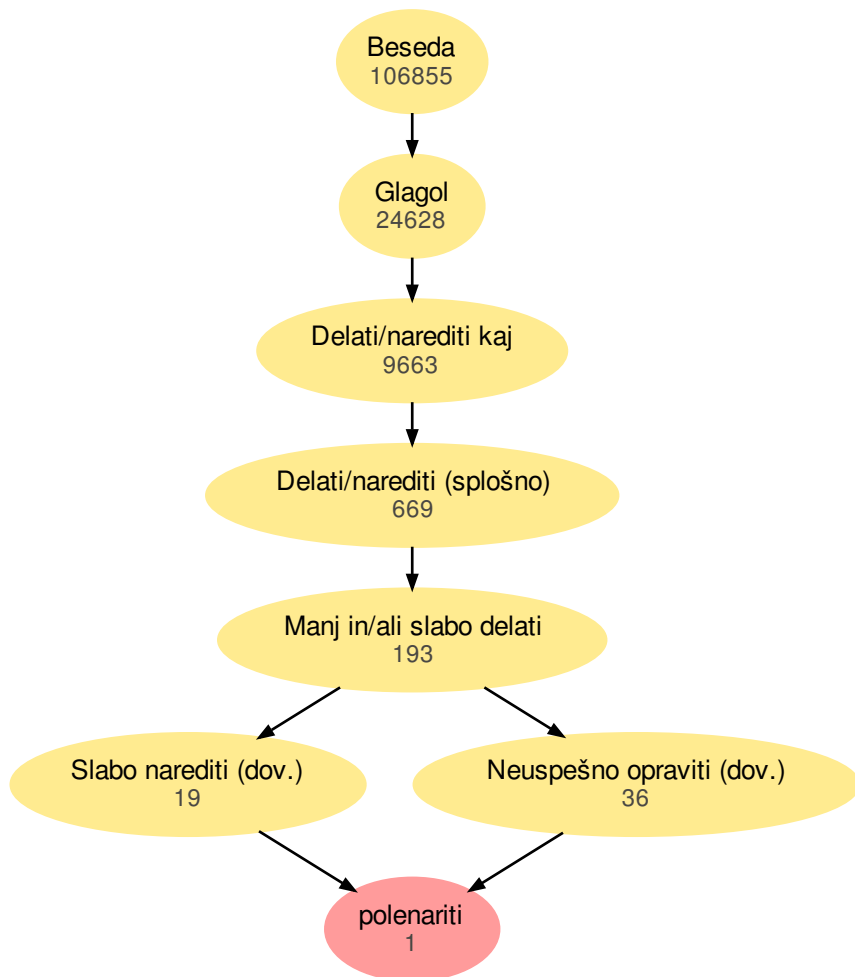 Beseda
106855
Glagol
24628
Delati/narediti kaj
9663
Delati/narediti (splošno)
669
Manj in/ali slabo delati
193
Slabo narediti (dov.)
19
Neuspešno opraviti (dov.)
36
polenariti
1